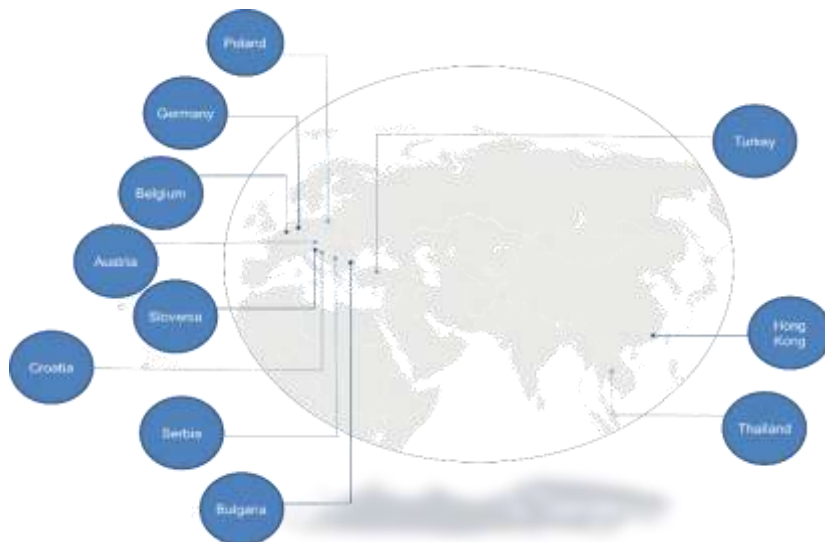 Poland
Germany
Belgium
Austria
Slovenia
Croatia
Serbia
Bulgaria
Turkey
Hong
Kong
Thailand